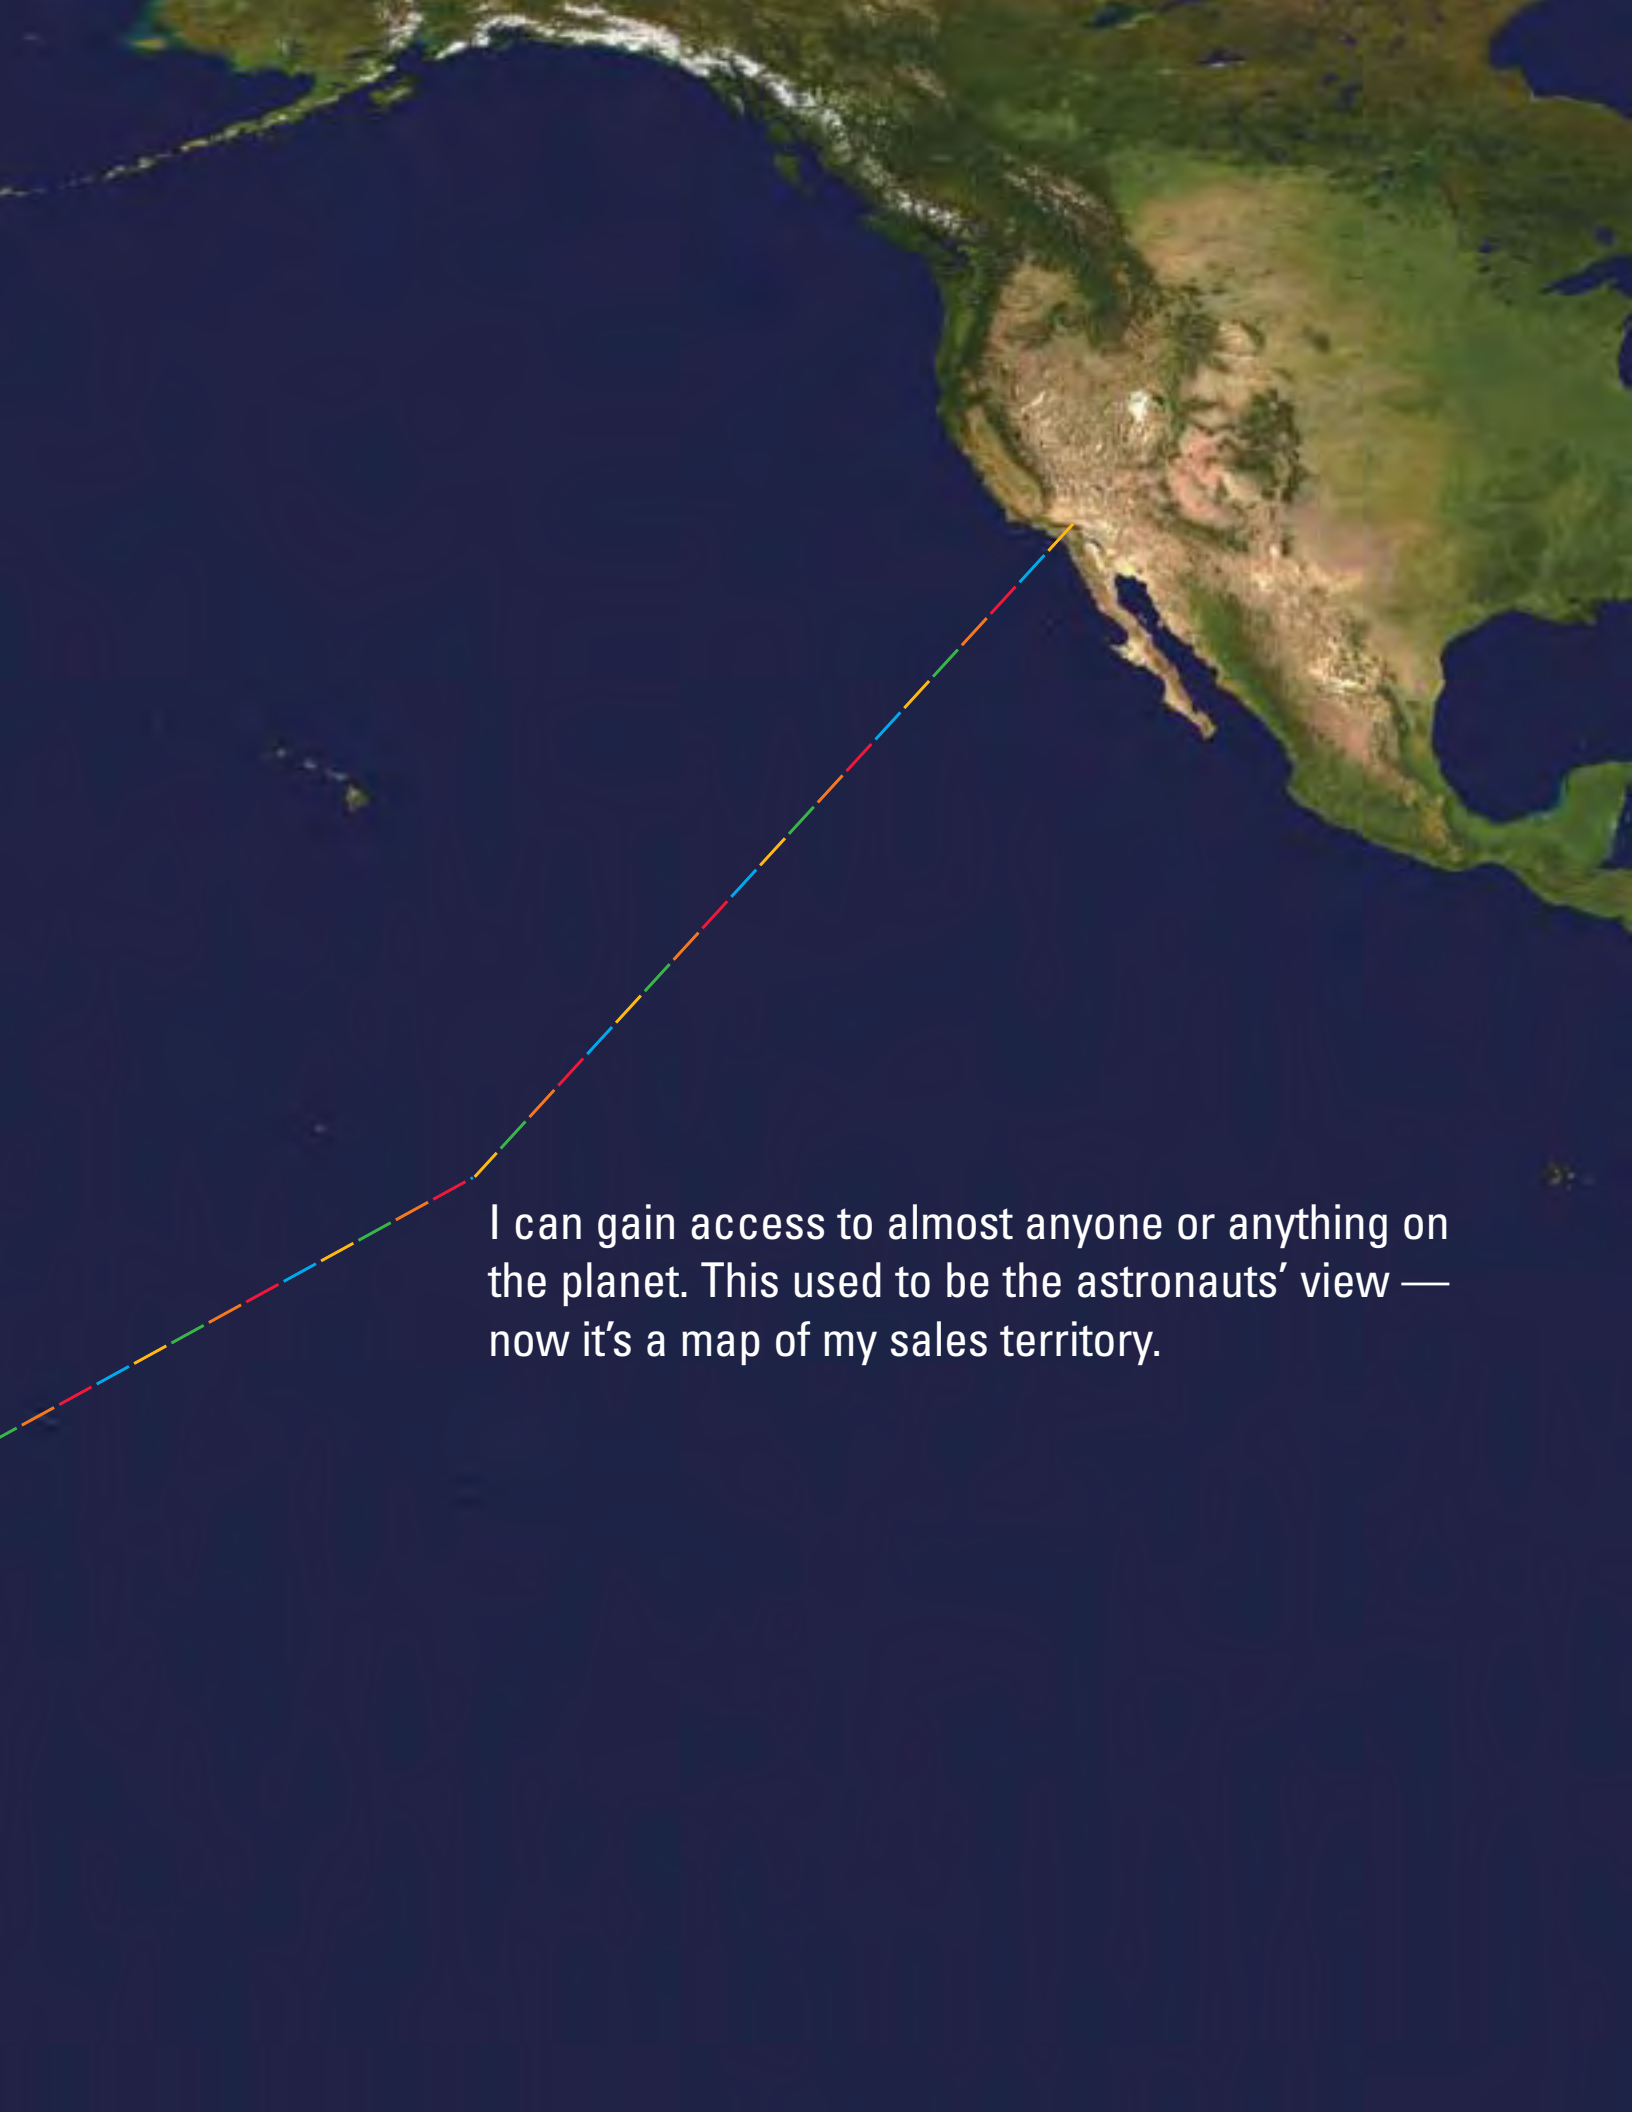 I can gain access to almost anyone or anything on
the planet. This used to be the astronauts’ view —
now it’s a map of my sales territory.